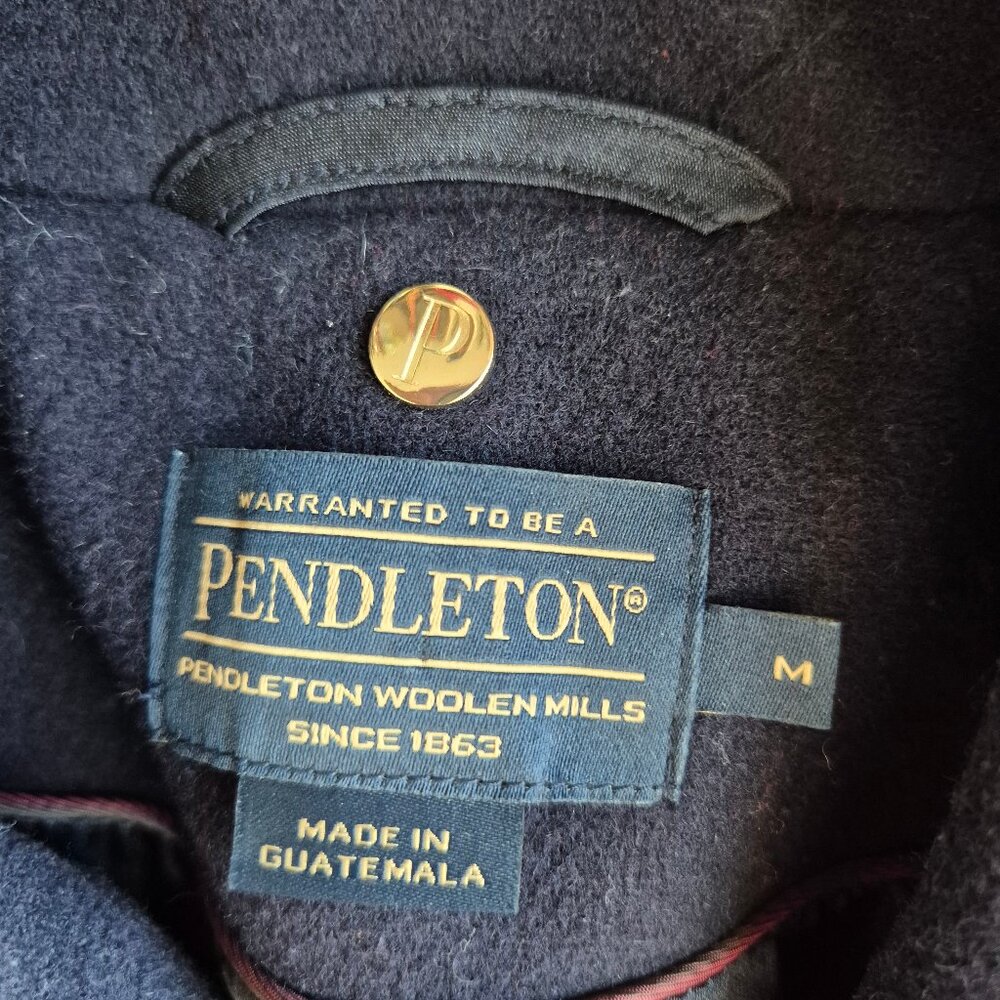 P
WARRANTED TO BE A
PENDLETON®
PENDLETON WOOLEN MILLS
SINCE 1863
M
MADE IN
GUATEMALA